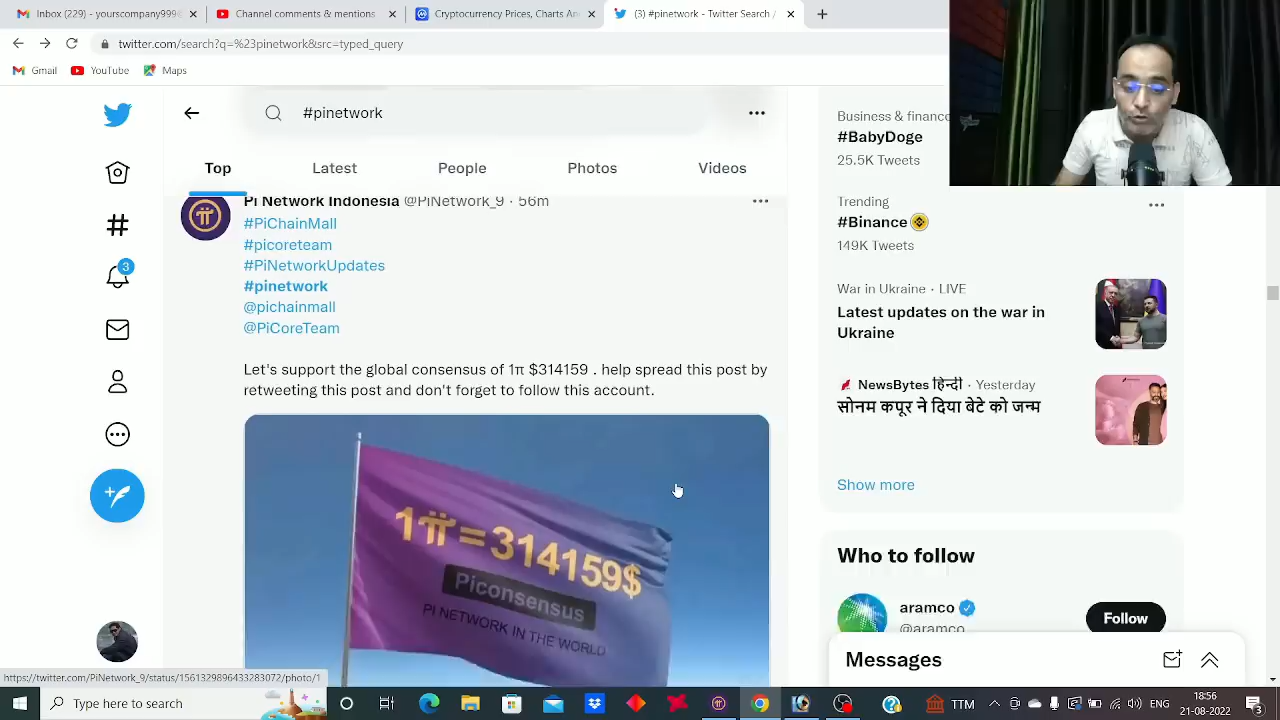 Inbox - youncompany999@
Channel comments & mentions
Cryptocurrency Prices, Charts An
(3) #pinetwork - Twitter Search /
twitter.com/search?q=%23pinetwork&src=typed_query
Gmail
YouTube
Maps
#pinetwork
Top
Latest
People
Photos
Videos
Pi Network Indonesia @PiNetwork_9 · 56m
#PiChainMall
#picoreteam
#PiNetworkUpdates
#pinetwork
@pichainmall
@PiCoreTeam
Let's support the global consensus of 1π $314159 . help spread this post by
retweeting this post and don't forget to follow this account.
1π=314159$
Piconsensus
PI NETWORK IN THE WORLD
3
Business & finance
#BabyDoge
25.5K Tweets
Trending
#Binance
149K Tweets
War in Ukraine · LIVE
Latest updates on the war in
Ukraine
NewsBytes हिन्दी · Yesterday
सोनम कपूर ने दिया बेटे को जन्म
Show more
Who to follow
aramco
@aramco
Follow
Messages
Type here to search
TIM
ENG
18:56
21-08-2022
3